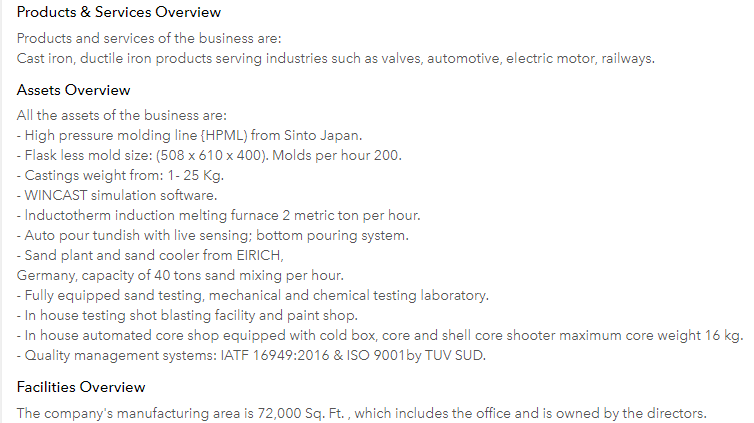 Products & Services Overview
Products and services of the business are:
Cast iron, ductile iron products serving industries such as valves, automotive, electric motor, railways.
Assets Overview
All the assets of the business are:
- High pressure molding line {HPML) from Sinto Japan.
- Flask less mold size: (508 x 610 x 400). Molds per hour 200.
- Castings weight from: 1- 25 Kg.
- WINCAST simulation software.
- Inductotherm induction melting furnace 2 metric ton per hour.
- Auto pour tundish with live sensing; bottom pouring system.
- Sand plant and sand cooler from EIRICH,
Germany, capacity of 40 tons sand mixing per hour.
- Fully equipped sand testing, mechanical and chemical testing laboratory.
- In house testing shot blasting facility and paint shop.
- In house automated core shop equipped with cold box, core and shell core shooter maximum core weight 16 kg.
- Quality management systems: IATF 16949:2016 & ISO 9001by TUV SUD.
Facilities Overview
The company's manufacturing area is 72,000 Sq. Ft. , which includes the office and is owned by the directors.